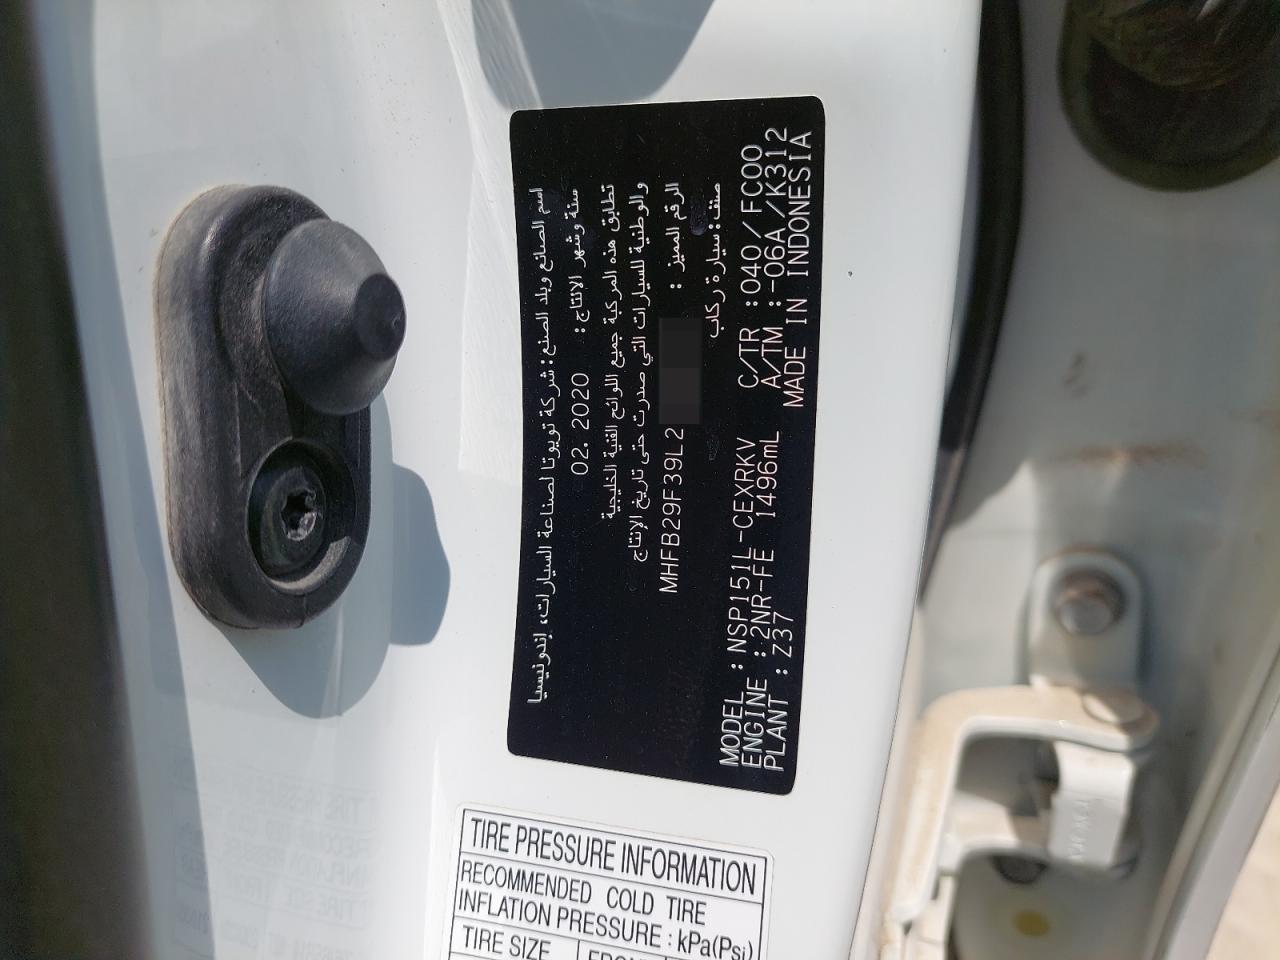 اسم الصانع وبلد الصنع: شركة تويوتا لصناعة السيارات، إندونيسيا
سنة وشهر الانتاج: 02. 2020
تطابق هذه المركبة جميع اللوائح الفنية الخليجية
والوطنية للسيارات التي صدرت حتى تاريخ الإنتاج
الرقم المميز : MHFB29F39L2
صنف: سيارة ركاب
MODEL : NSP151L-CEXRKV C/TR :040/FC00
ENGINE :2NR-FE 1496mL A/TM :-06A/K312
PLANT :Z37 MADE IN INDONESIA
TIRE PRESSURE INFORMATION
RECOMMENDED COLD TIRE
INFLATION PRESSURE : kPa(Psi)
TIRE SIZE